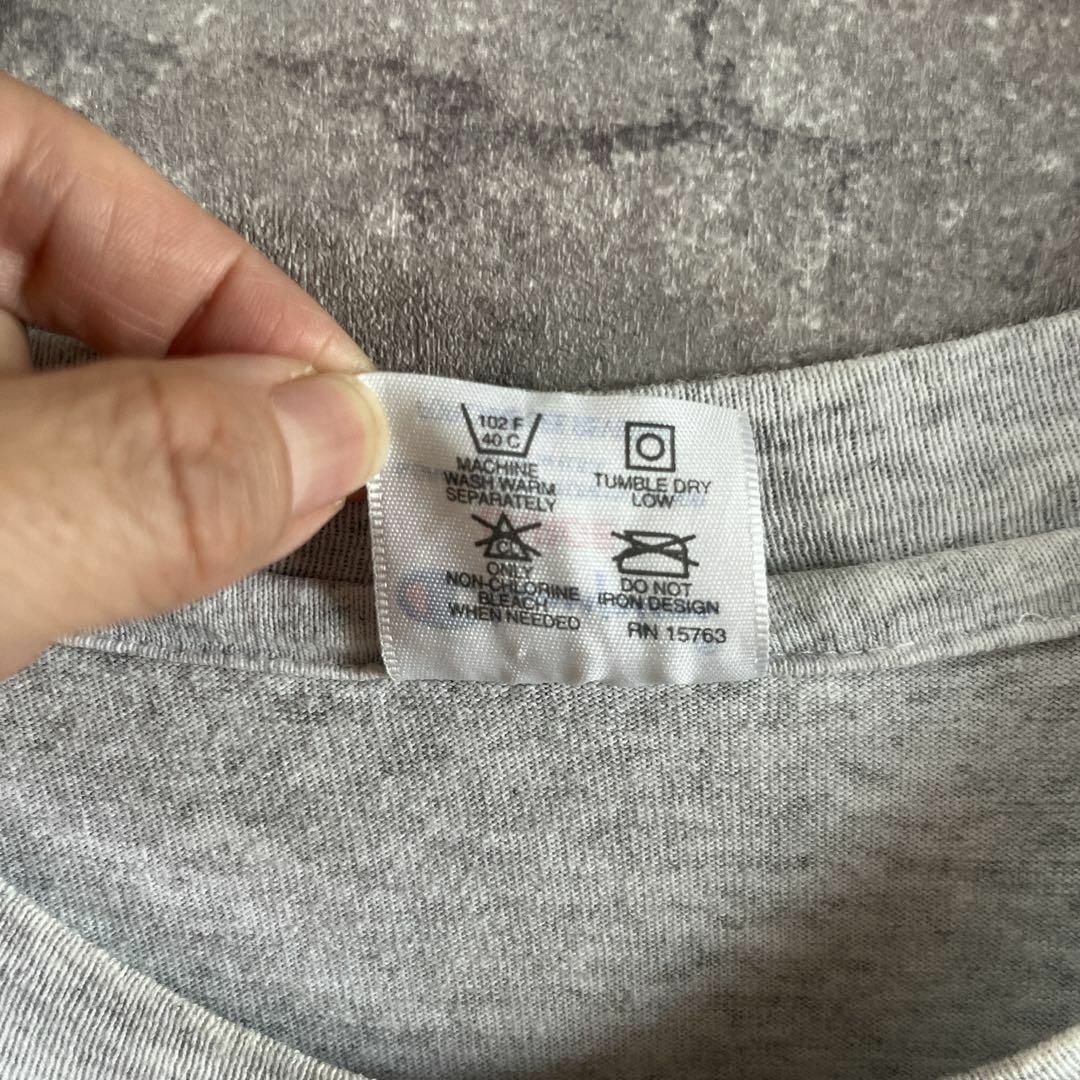 102 F
40 C
MACHINE
WASH WARM
SEPARATELY
TUMBLE DRY
LOW
CL
ONLY
NON-CHLORINE
BLEACH
WHEN NEEDED
DO NOT
IRON DESIGN
RN 15763